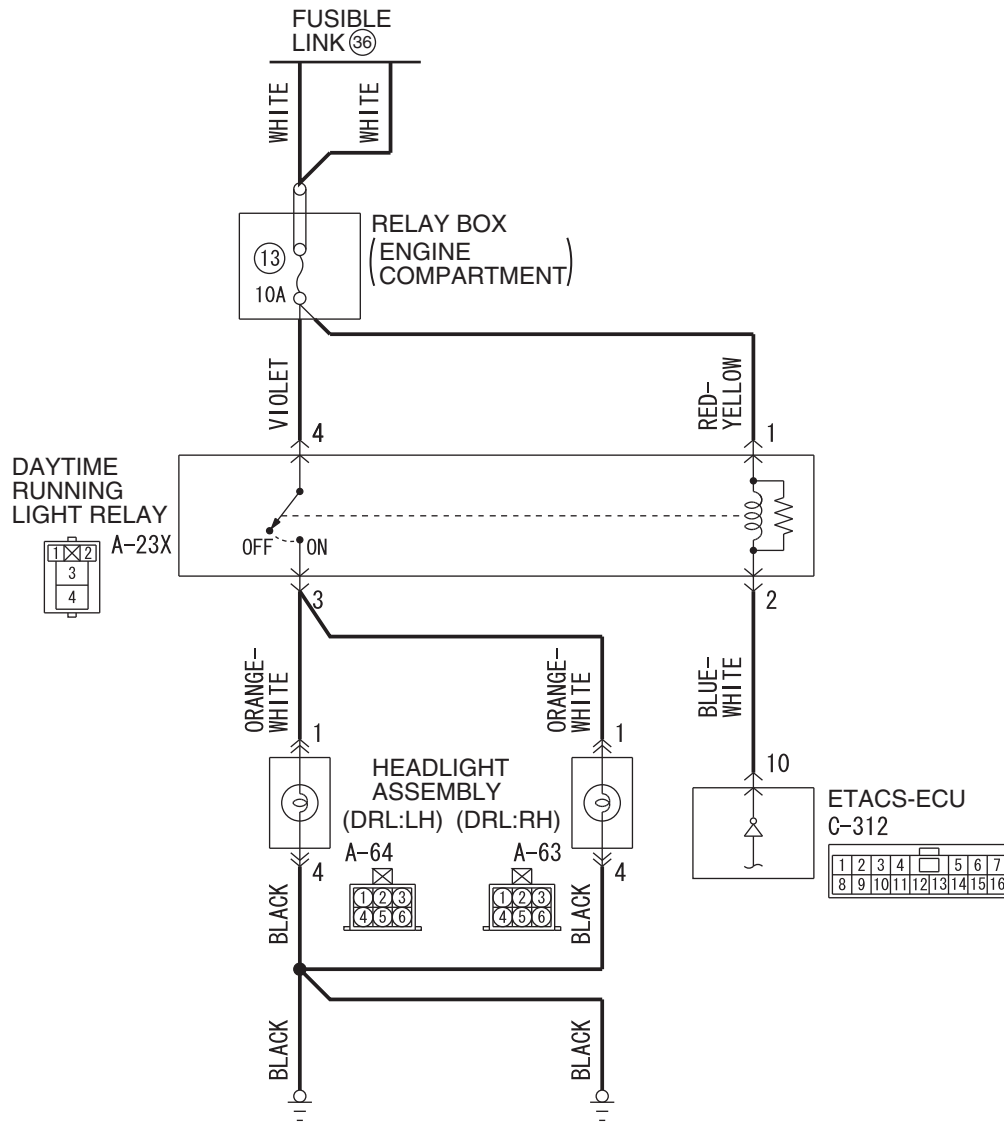 FUSIBLE
LINK 36
WHITE
WHITE
RELAY BOX
(ENGINE
COMPARTMENT)
13
10A
VIOLET
RED-
YELLOW
4
1
DAYTIME
RUNNING
LIGHT RELAY
A-23X
1 2
3
4
OFF ON
3
2
ORANGE-
WHITE
ORANGE-
WHITE
BLUE-
WHITE
1
1
10
HEADLIGHT
ASSEMBLY
(DRL:LH) (DRL:RH)
A-64
A-63
ETACS-ECU
C-312
1 2 3 4 5 6 7
8 9 10 11 12 13 14 15 16
4
4
1 2 3
4 5 6
1 2 3
4 5 6
BLACK
BLACK
BLACK
BLACK